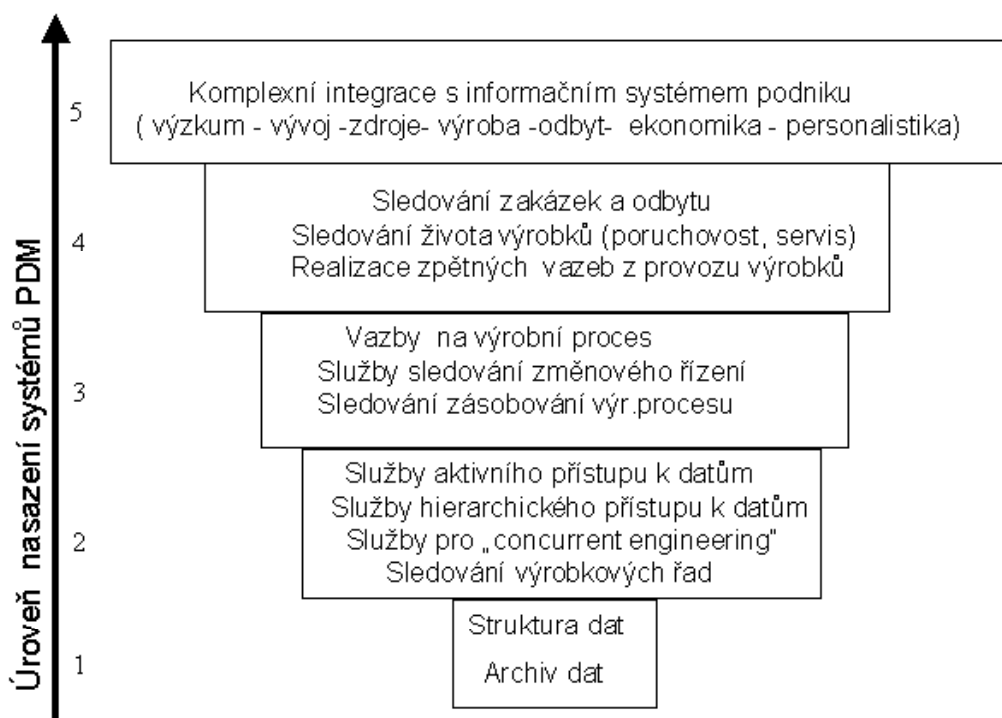 Úroveň nasazení systémů PDM
5
Komplexní integrace s informačním systémem podniku
( výzkum - vývoj -zdroje- výroba -odbyt- ekonomika - personalistika)
4
Sledování zakázek a odbytu
Sledování života výrobků (poruchovost, servis)
Realizace zpětných vazeb z provozu výrobků
3
Vazby na výrobní proces
Služby sledování změnového řízení
Sledování zásobování výr.procesu
2
Služby aktivního přístupu k datům
Služby hierarchického přístupu k datům
Služby pro „concurrent engineering”
Sledování výrobkových řad
1
Struktura dat
Archiv dat